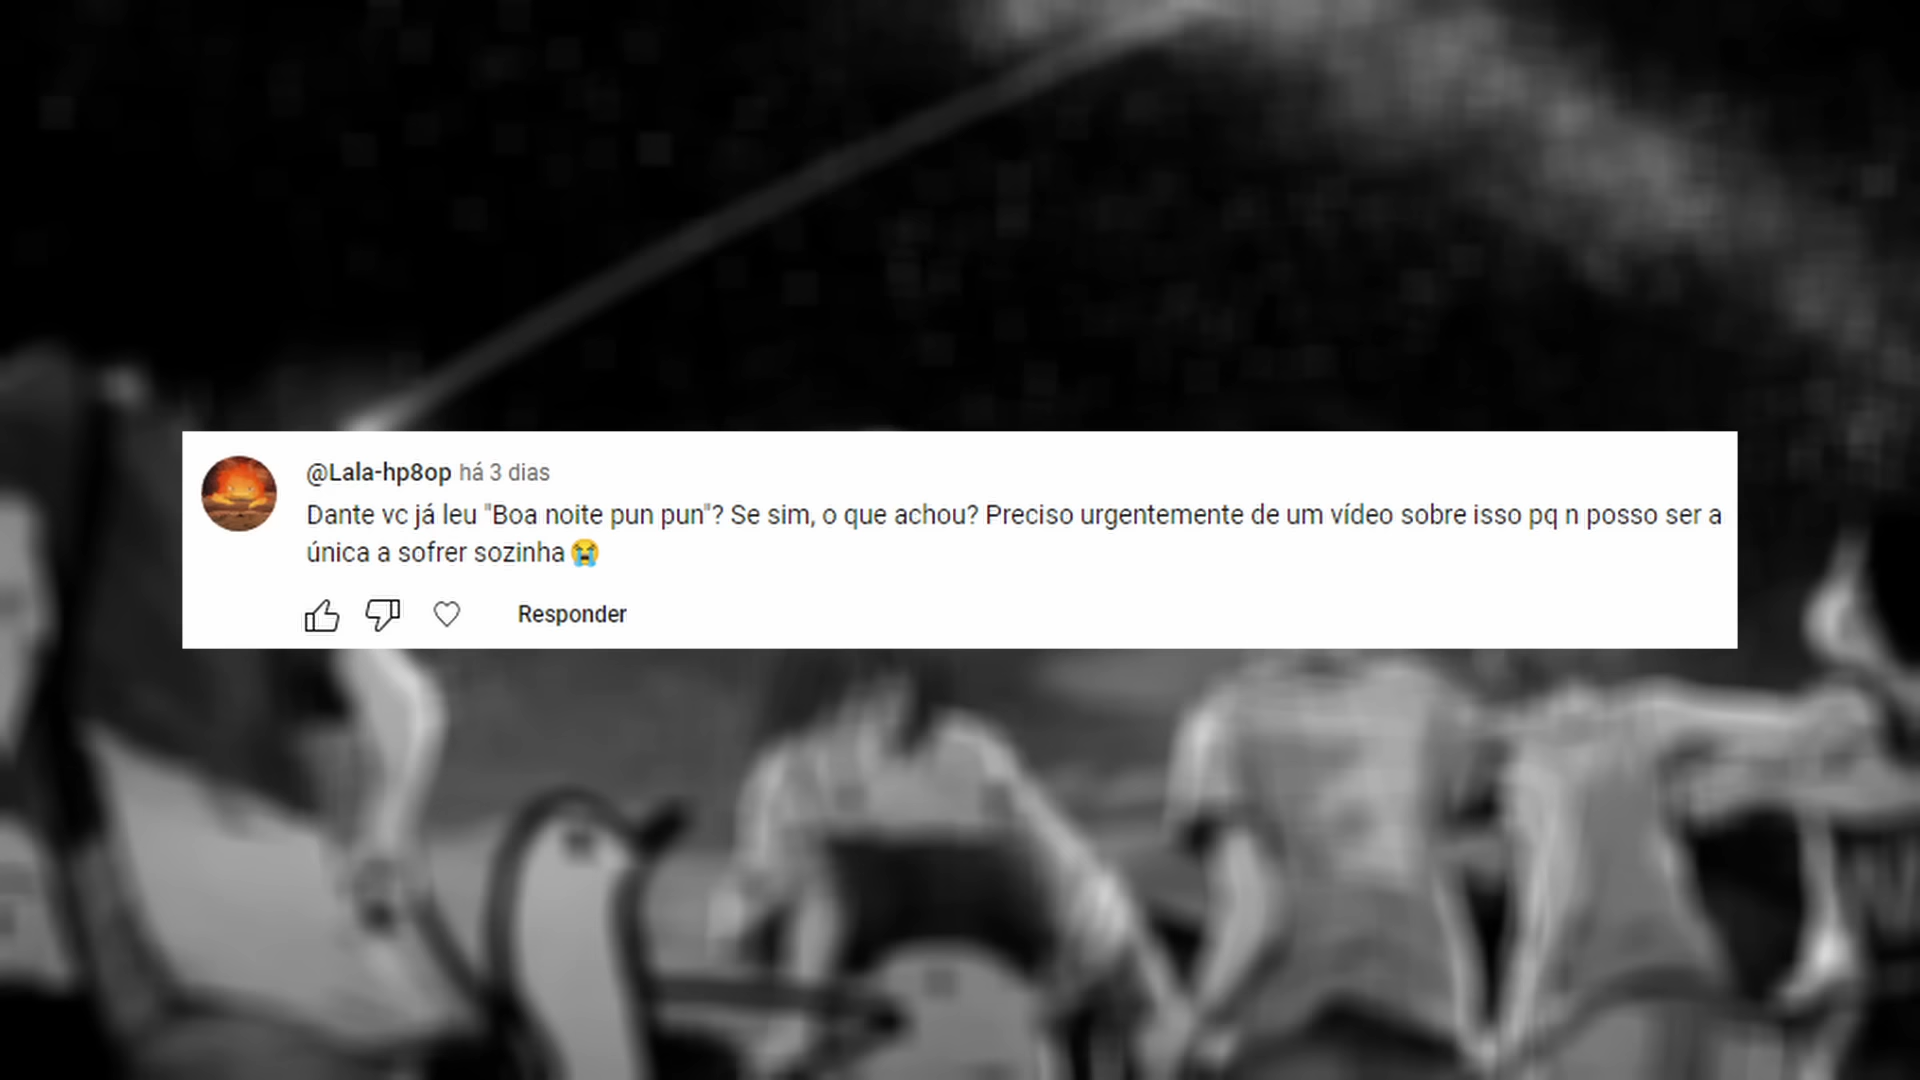 @Lala-hp8op há 3 dias
Dante vc já leu "Boa noite pun pun"? Se sim, o que achou? Preciso urgentemente de um vídeo sobre isso pq n posso ser a
única a sofrer sozinha😭
Responder